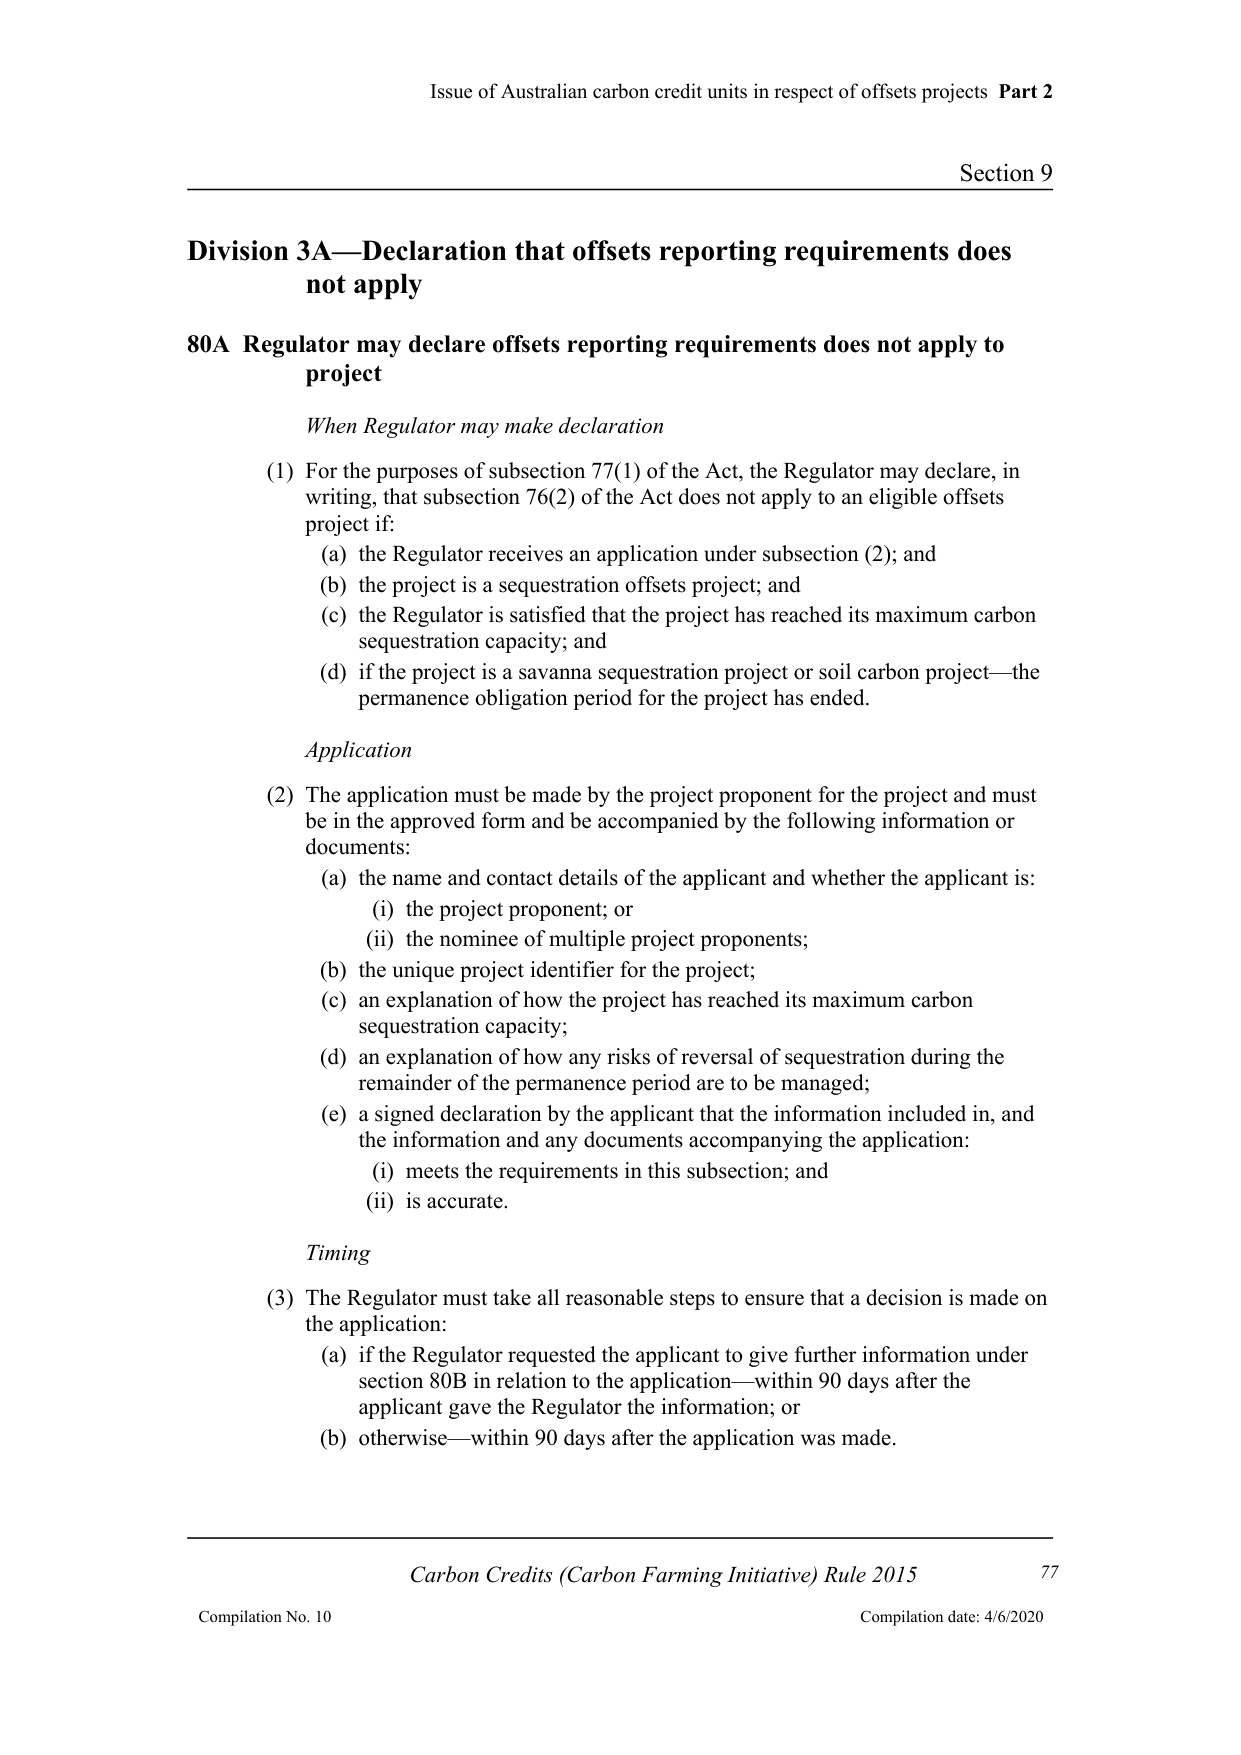 Issue of Australian carbon credit units in respect of offsets projects Part 2
Section 9
Division 3A—Declaration that offsets reporting requirements does
not apply
80A Regulator may declare offsets reporting requirements does not apply to
project
When Regulator may make declaration
(1) For the purposes of subsection 77(1) of the Act, the Regulator may declare, in
writing, that subsection 76(2) of the Act does not apply to an eligible offsets
project if:
(a) the Regulator receives an application under subsection (2); and
(b) the project is a sequestration offsets project; and
(c) the Regulator is satisfied that the project has reached its maximum carbon
sequestration capacity; and
(d) if the project is a savanna sequestration project or soil carbon project—the
permanence obligation period for the project has ended.
Application
(2) The application must be made by the project proponent for the project and must
be in the approved form and be accompanied by the following information or
documents:
(a) the name and contact details of the applicant and whether the applicant is:
(i) the project proponent; or
(ii) the nominee of multiple project proponents;
(b) the unique project identifier for the project;
(c) an explanation of how the project has reached its maximum carbon
sequestration capacity;
(d) an explanation of how any risks of reversal of sequestration during the
remainder of the permanence period are to be managed;
(e) a signed declaration by the applicant that the information included in, and
the information and any documents accompanying the application:
(i) meets the requirements in this subsection; and
(ii) is accurate.
Timing
(3) The Regulator must take all reasonable steps to ensure that a decision is made on
the application:
(a) if the Regulator requested the applicant to give further information under
section 80B in relation to the application—within 90 days after the
applicant gave the Regulator the information; or
(b) otherwise—within 90 days after the application was made.
Carbon Credits (Carbon Farming Initiative) Rule 2015 77
Compilation No. 10 Compilation date: 4/6/2020